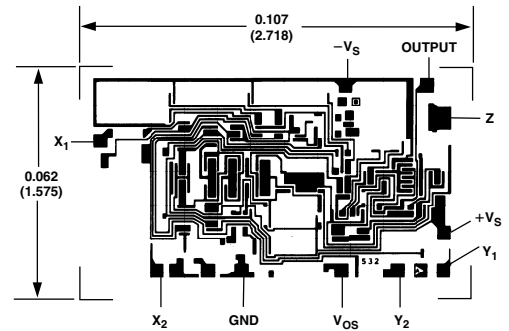 0.107
(2.718)
−VS
OUTPUT
Z
X1
0.062
(1.575)
+VS
Y1
532
X2
GND
VOS
Y2